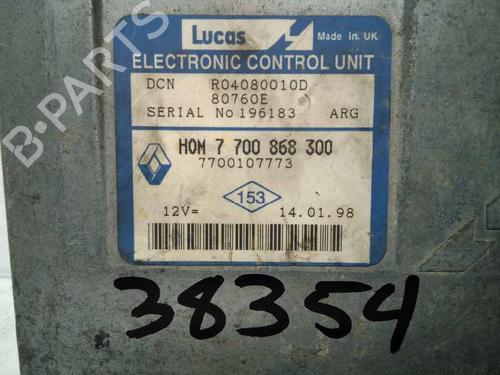 Lucas Made in UK
ELECTRONIC CONTROL UNIT
DCN R04080010D
80760E
SERIAL No 196183 ARG
HOM 7 700 868 300
7700107773
153
12V= 14.01.98
38354
B-PARTS